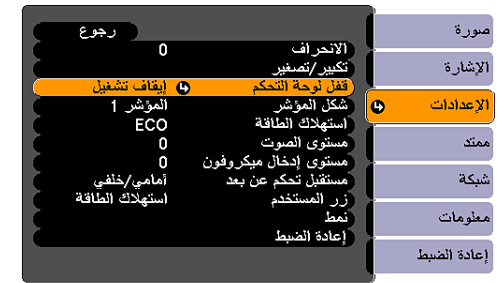 رجوع
الانحراف 0
تكبير/تصغير
قفل لوحة التحكم إيقاف تشغيل
شكل المؤشر المؤشر 1
استهلاك الطاقة ECO
مستوى الصوت 0
مستوى إدخال ميكروفون 0
مستقبل تحكم عن بعد أمامي/خلفي
زر المستخدم استهلاك الطاقة
نمط
إعادة الضبط
صورة
الإشارة
الإعدادات
ممتد
شبكة
معلومات
إعادة الضبط